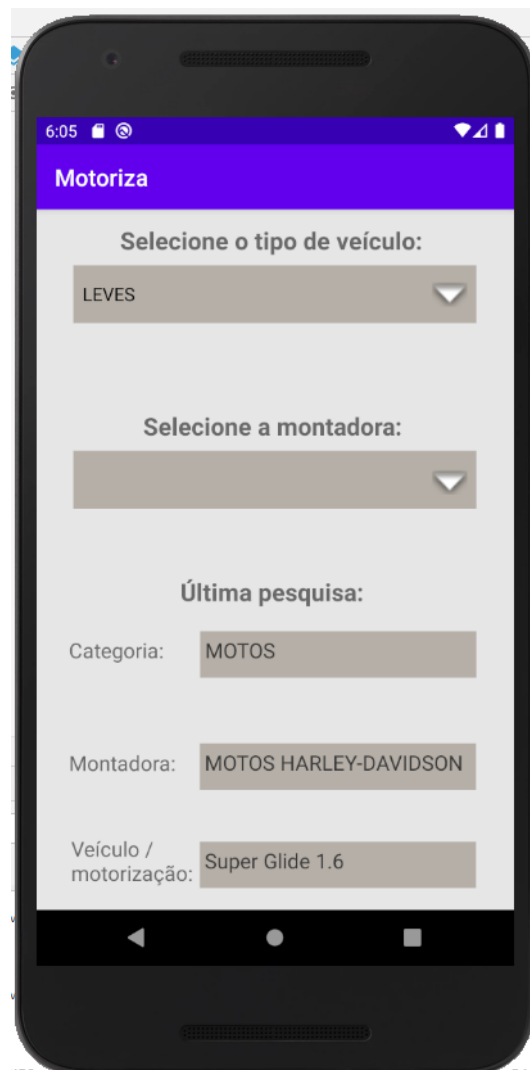 6:05
Motoriza
Selecione o tipo de veículo:
LEVES
Selecione a montadora:
Última pesquisa:
Categoria: MOTOS
Montadora: MOTOS HARLEY-DAVIDSON
Veículo /
motorização: Super Glide 1.6